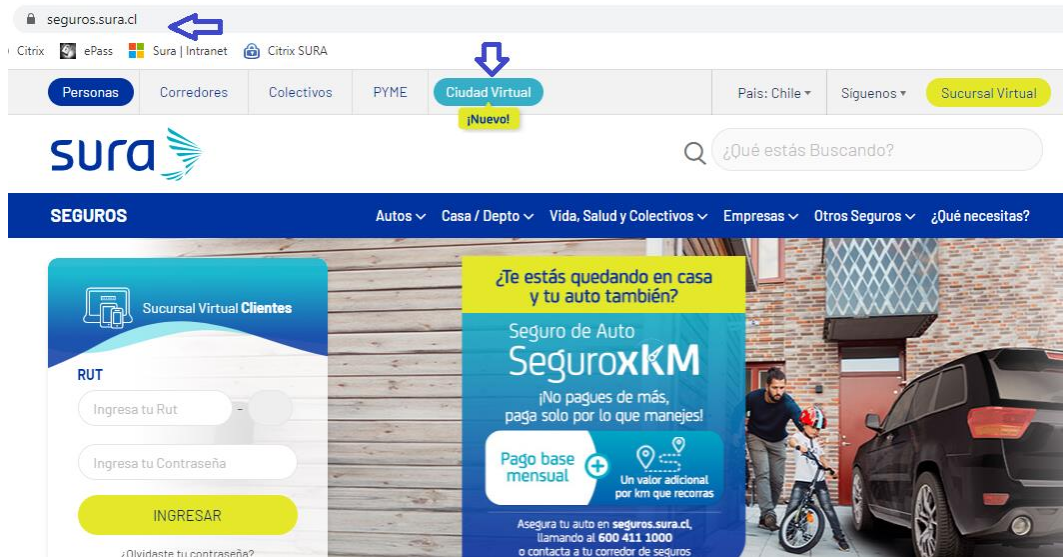 seguros.sura.cl
Citrix ePass Sura | Intranet Citrix SURA
Personas Corredores Colectivos PYME Ciudad Virtual Pais: Chile Síguenos Sucursal Virtual
¡Nuevo!
sura ¿Qué estás Buscando?
SEGUROS Autos Casa / Depto Vida, Salud y Colectivos Empresas Otros Seguros ¿Qué necesitas?
¿Te estás quedando en casa
y tu auto también?
Sucursal Virtual Clientes
Seguro de Auto
SeguroxKM
RUT
Ingresa tu Rut -
¡No pagues de más,
paga solo por lo que manejes!
Ingresa tu Contraseña
Pago base
mensual
+
Un valor adicional
por km que recorras
INGRESAR
Asegura tu auto en seguros.sura.cl,
llamando al 600 411 1000
o contacta a tu corredor de seguros
¿Olvidaste tu contraseña?